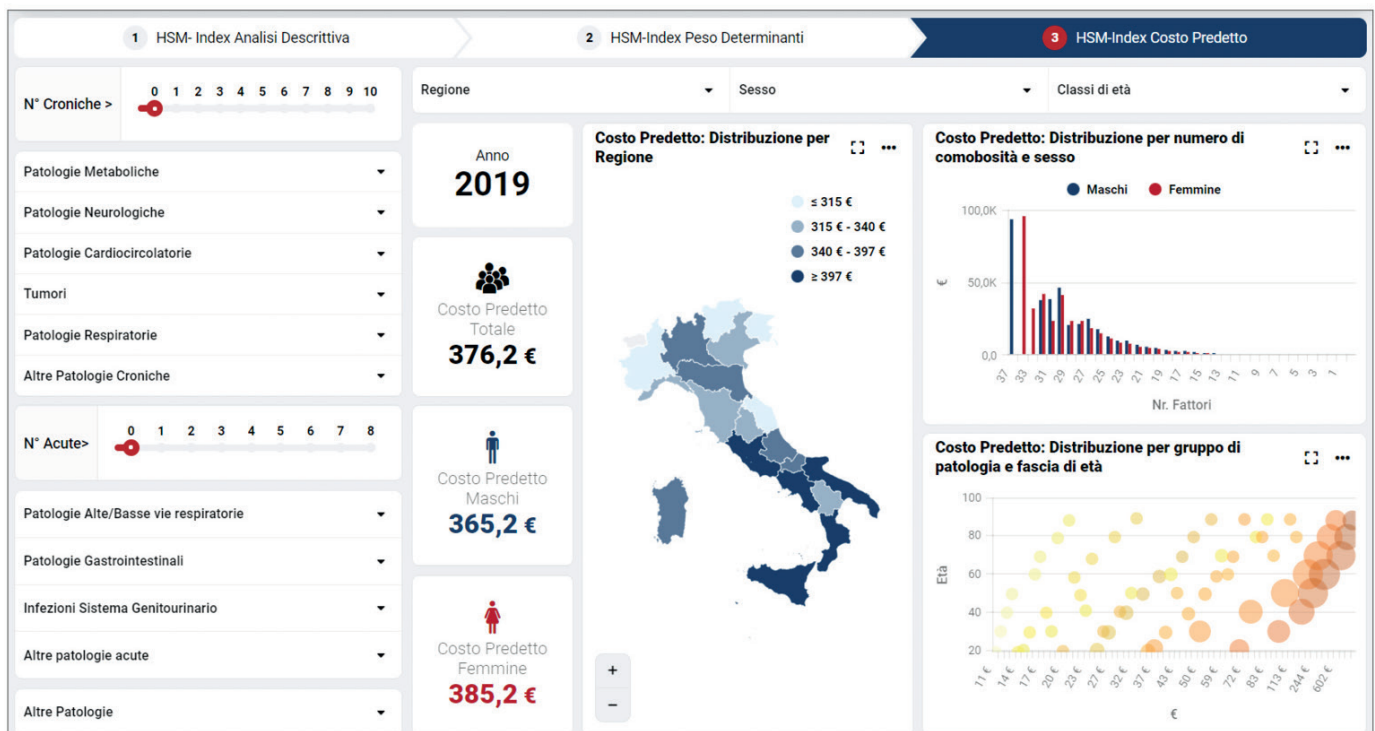 1 HSM- Index Analisi Descrittiva
2 HSM-Index Peso Determinanti
3 HSM-Index Costo Predetto
N° Croniche >
0 1 2 3 4 5 6 7 8 9 10
Patologie Metaboliche
Patologie Neurologiche
Patologie Cardiocircolatorie
Tumori
Patologie Respiratorie
Altre Patologie Croniche
N° Acute>
0 1 2 3 4 5 6 7 8
Patologie Alte/Basse vie respiratorie
Patologie Gastrointestinali
Infezioni Sistema Genitourinario
Altre patologie acute
Altre Patologie
Regione
Sesso
Classi di età
Anno
2019
Costo Predetto
Totale
376,2 €
Costo Predetto
Maschi
365,2 €
Costo Predetto
Femmine
385,2 €
Costo Predetto: Distribuzione per
Regione
≤ 315 €
315 € - 340 €
340 € - 397 €
≥ 397 €
+
−
Costo Predetto: Distribuzione per numero di
comobosità e sesso
Maschi Femmine
100,0K
50,0K
0,0
€
37 33 31 29 27 25 23 21 19 17 15 13 11 9 7 5 3 1
Nr. Fattori
Costo Predetto: Distribuzione per gruppo di
patologia e fascia di età
100
80
60
40
20
Età
11 € 14 € 17 € 20 € 23 € 27 € 32 € 37 € 43 € 50 € 59 € 72 € 83 € 113 € 244 € 602 €
€